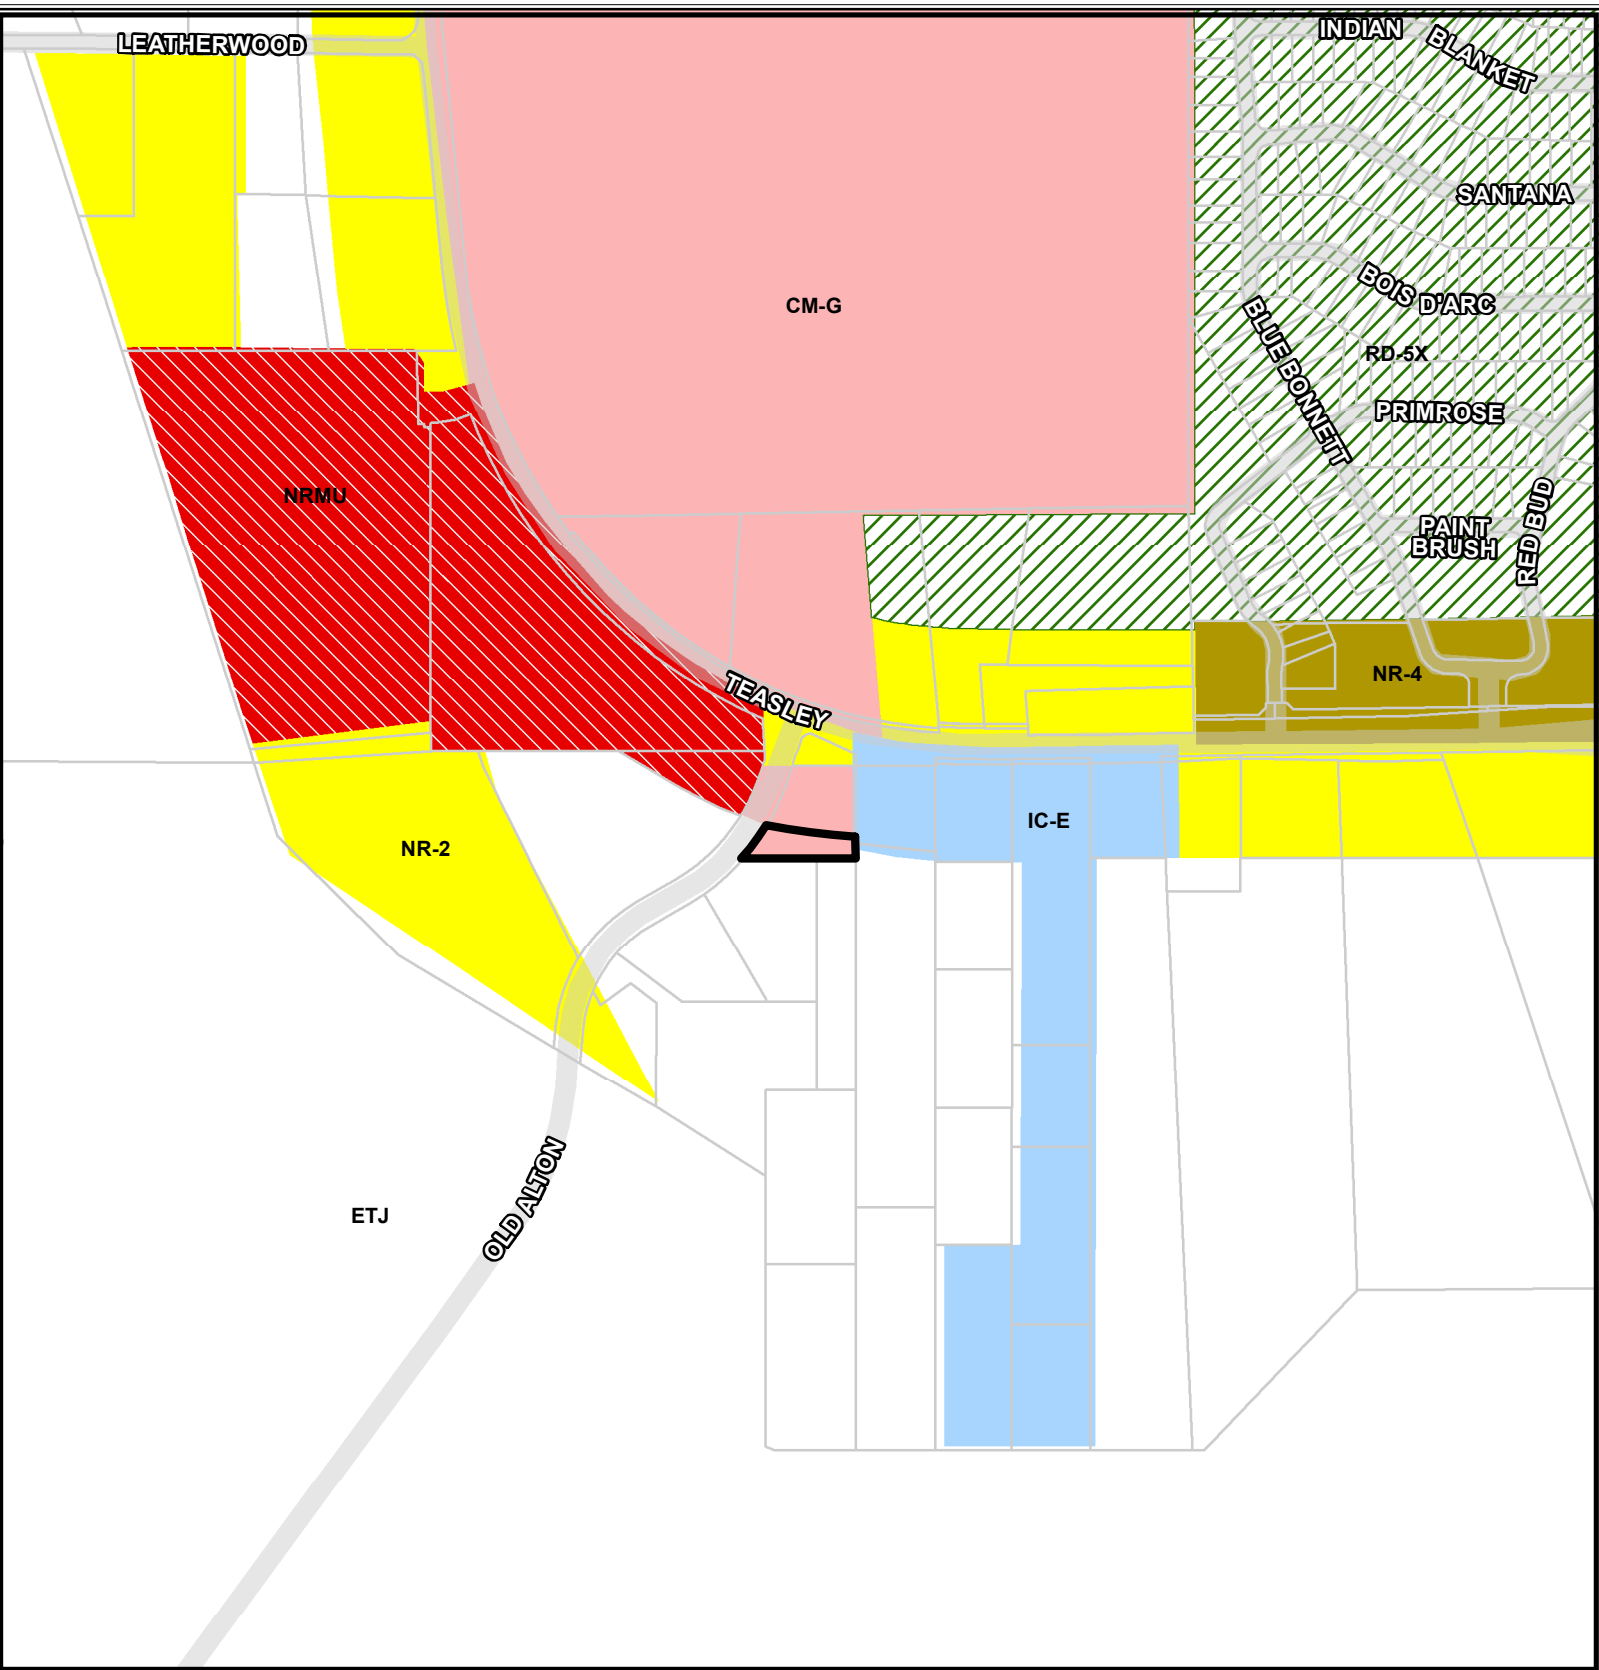 INDIAN
BLANKET
LEATHERWOOD
SANTANA
BOIS D'ARC
CM-G
BLUE BONNETT
RD-5X
PRIMROSE
NRMU
RED BUD
PAINT
BRUSH
NR-4
TEASLEY
IC-E
NR-2
OLD ALTON
ETJ